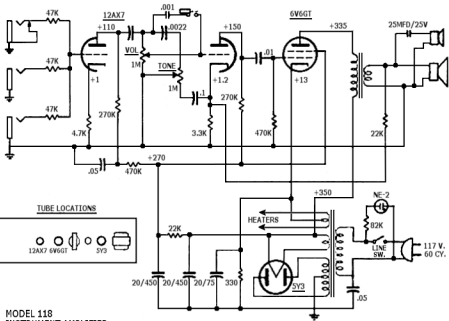 47K
12AX7
.001
+150
6V6GT
+335
25MFD/25V
+110
.0022
VOL
1M
TONE
1M
.01
47K
+1
+1.2
+13
.1
270K
270K
47K
4.7K
3.3K
470K
22K
.05
470K
+270
+350
TUBE LOCATIONS
HEATERS
NE-2
22K
82K
LINE
SW.
117 V.
60 CY.
12AX7 6V6GT 5Y3
20/450 20/450 20/75 330
5Y3
.05
MODEL 118